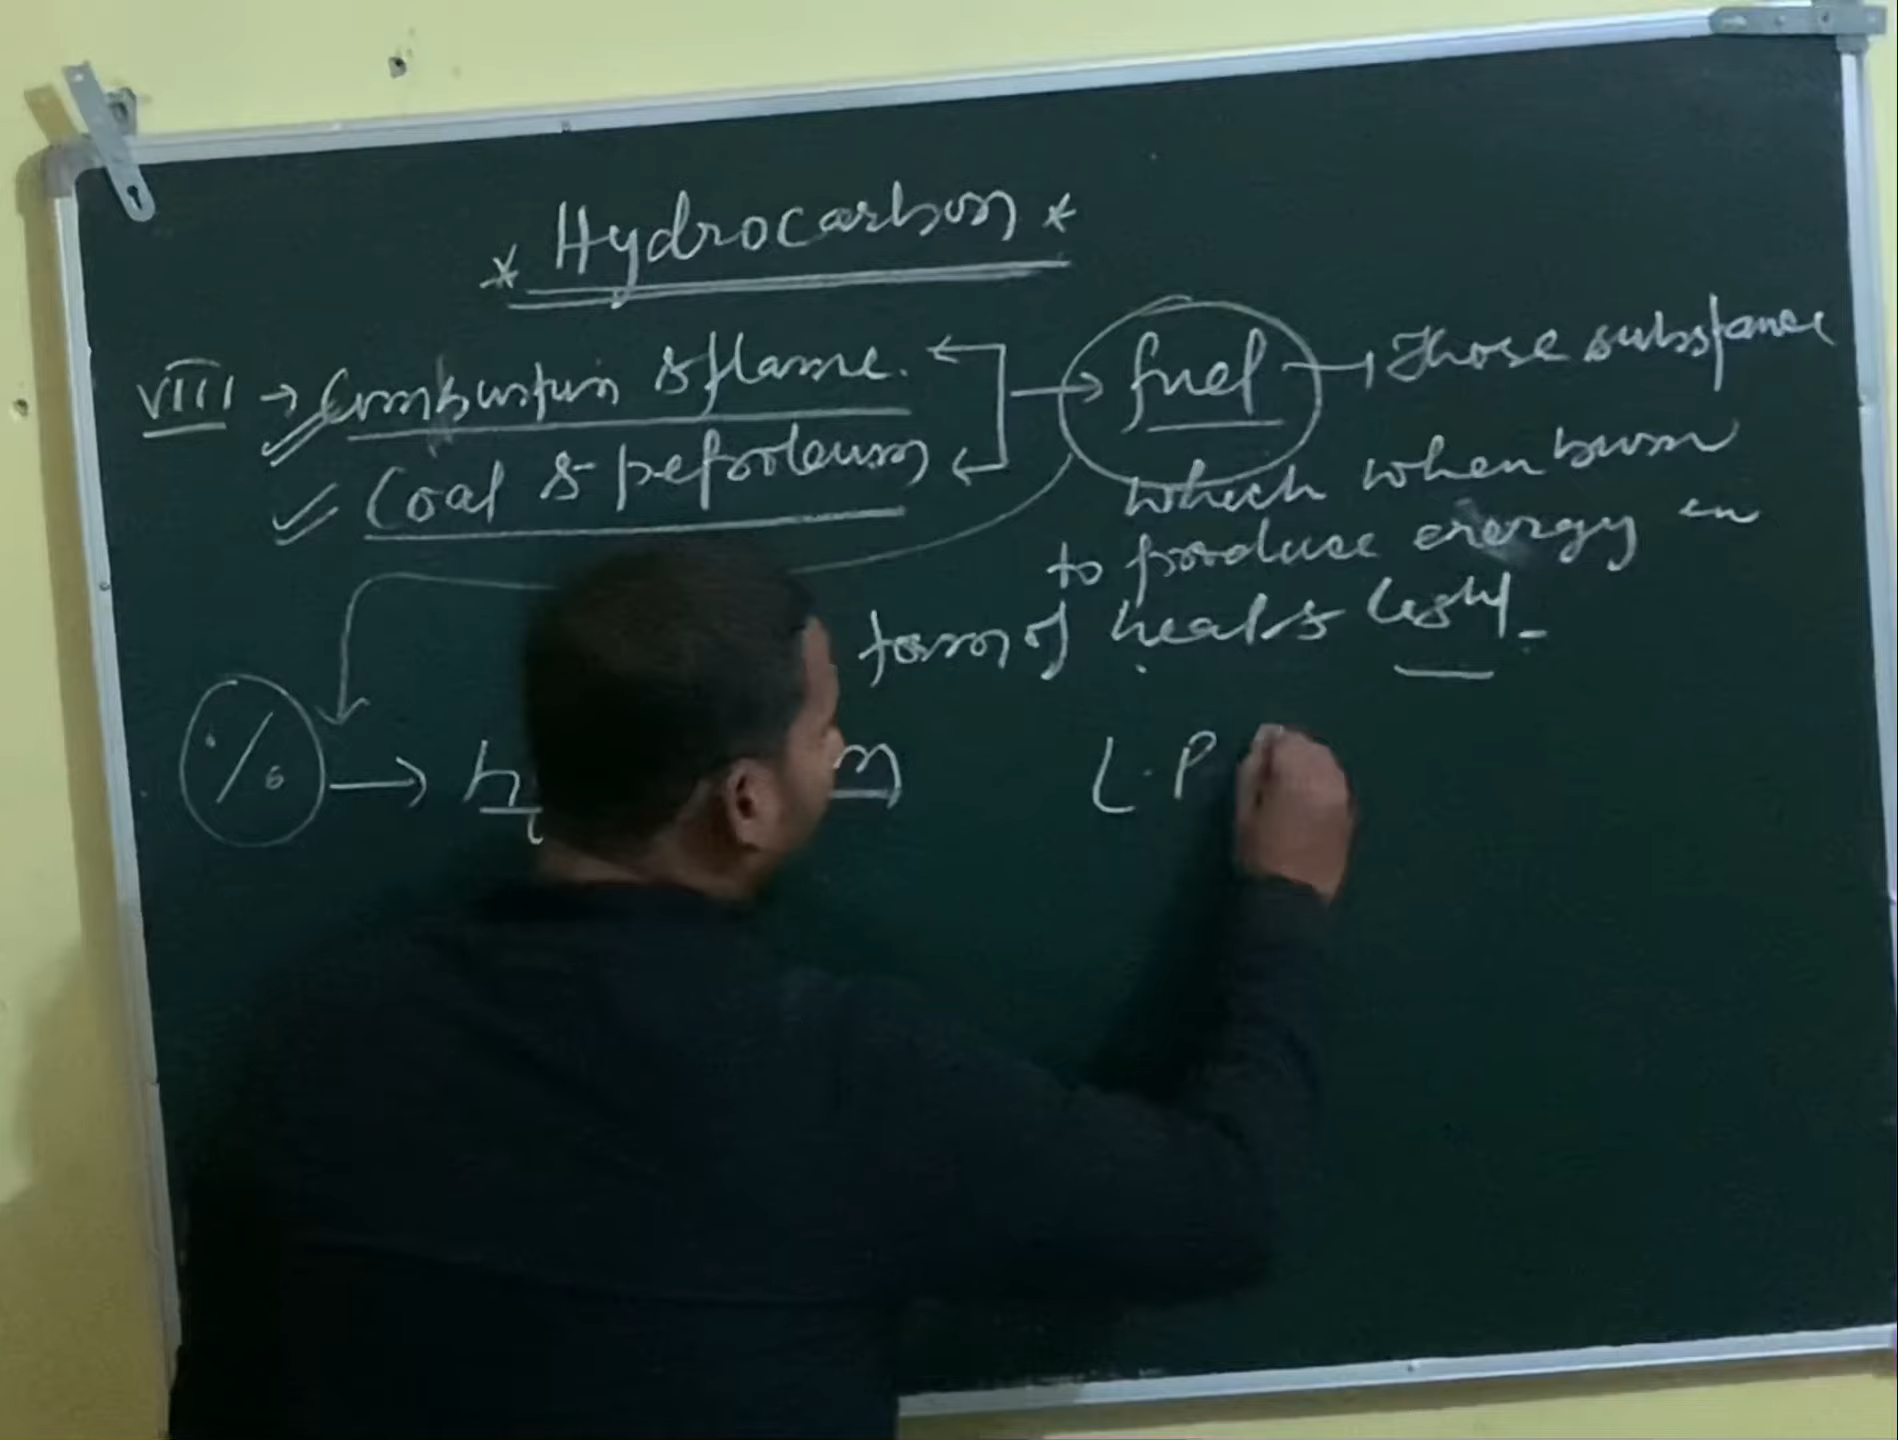 * Hydrocarbon *
VIII → Combustion & flame. → fuel → Those substance
Coal & petroleum
which when burn
to produce energy in
form of heat & light.
% → L.P